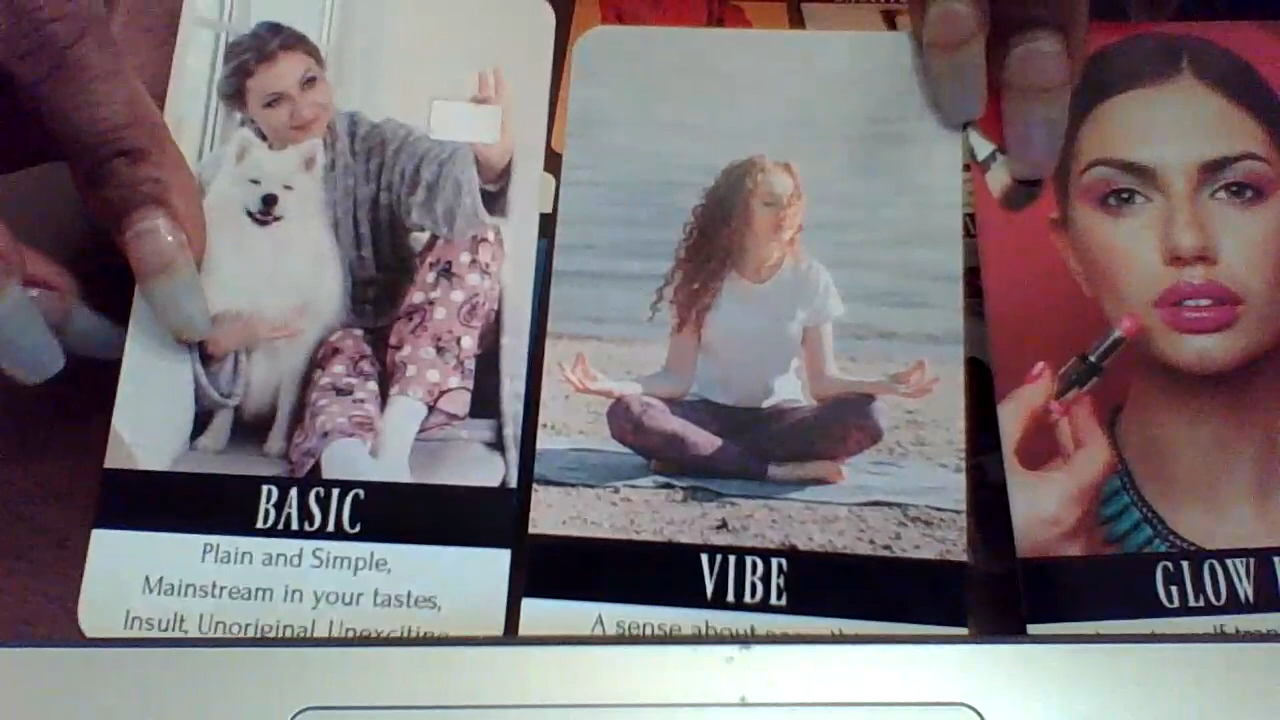 BASIC
Plain and Simple,
Mainstream in your tastes,
Insult, Unoriginal, Unexciting
VIBE
A sense about
GLOW